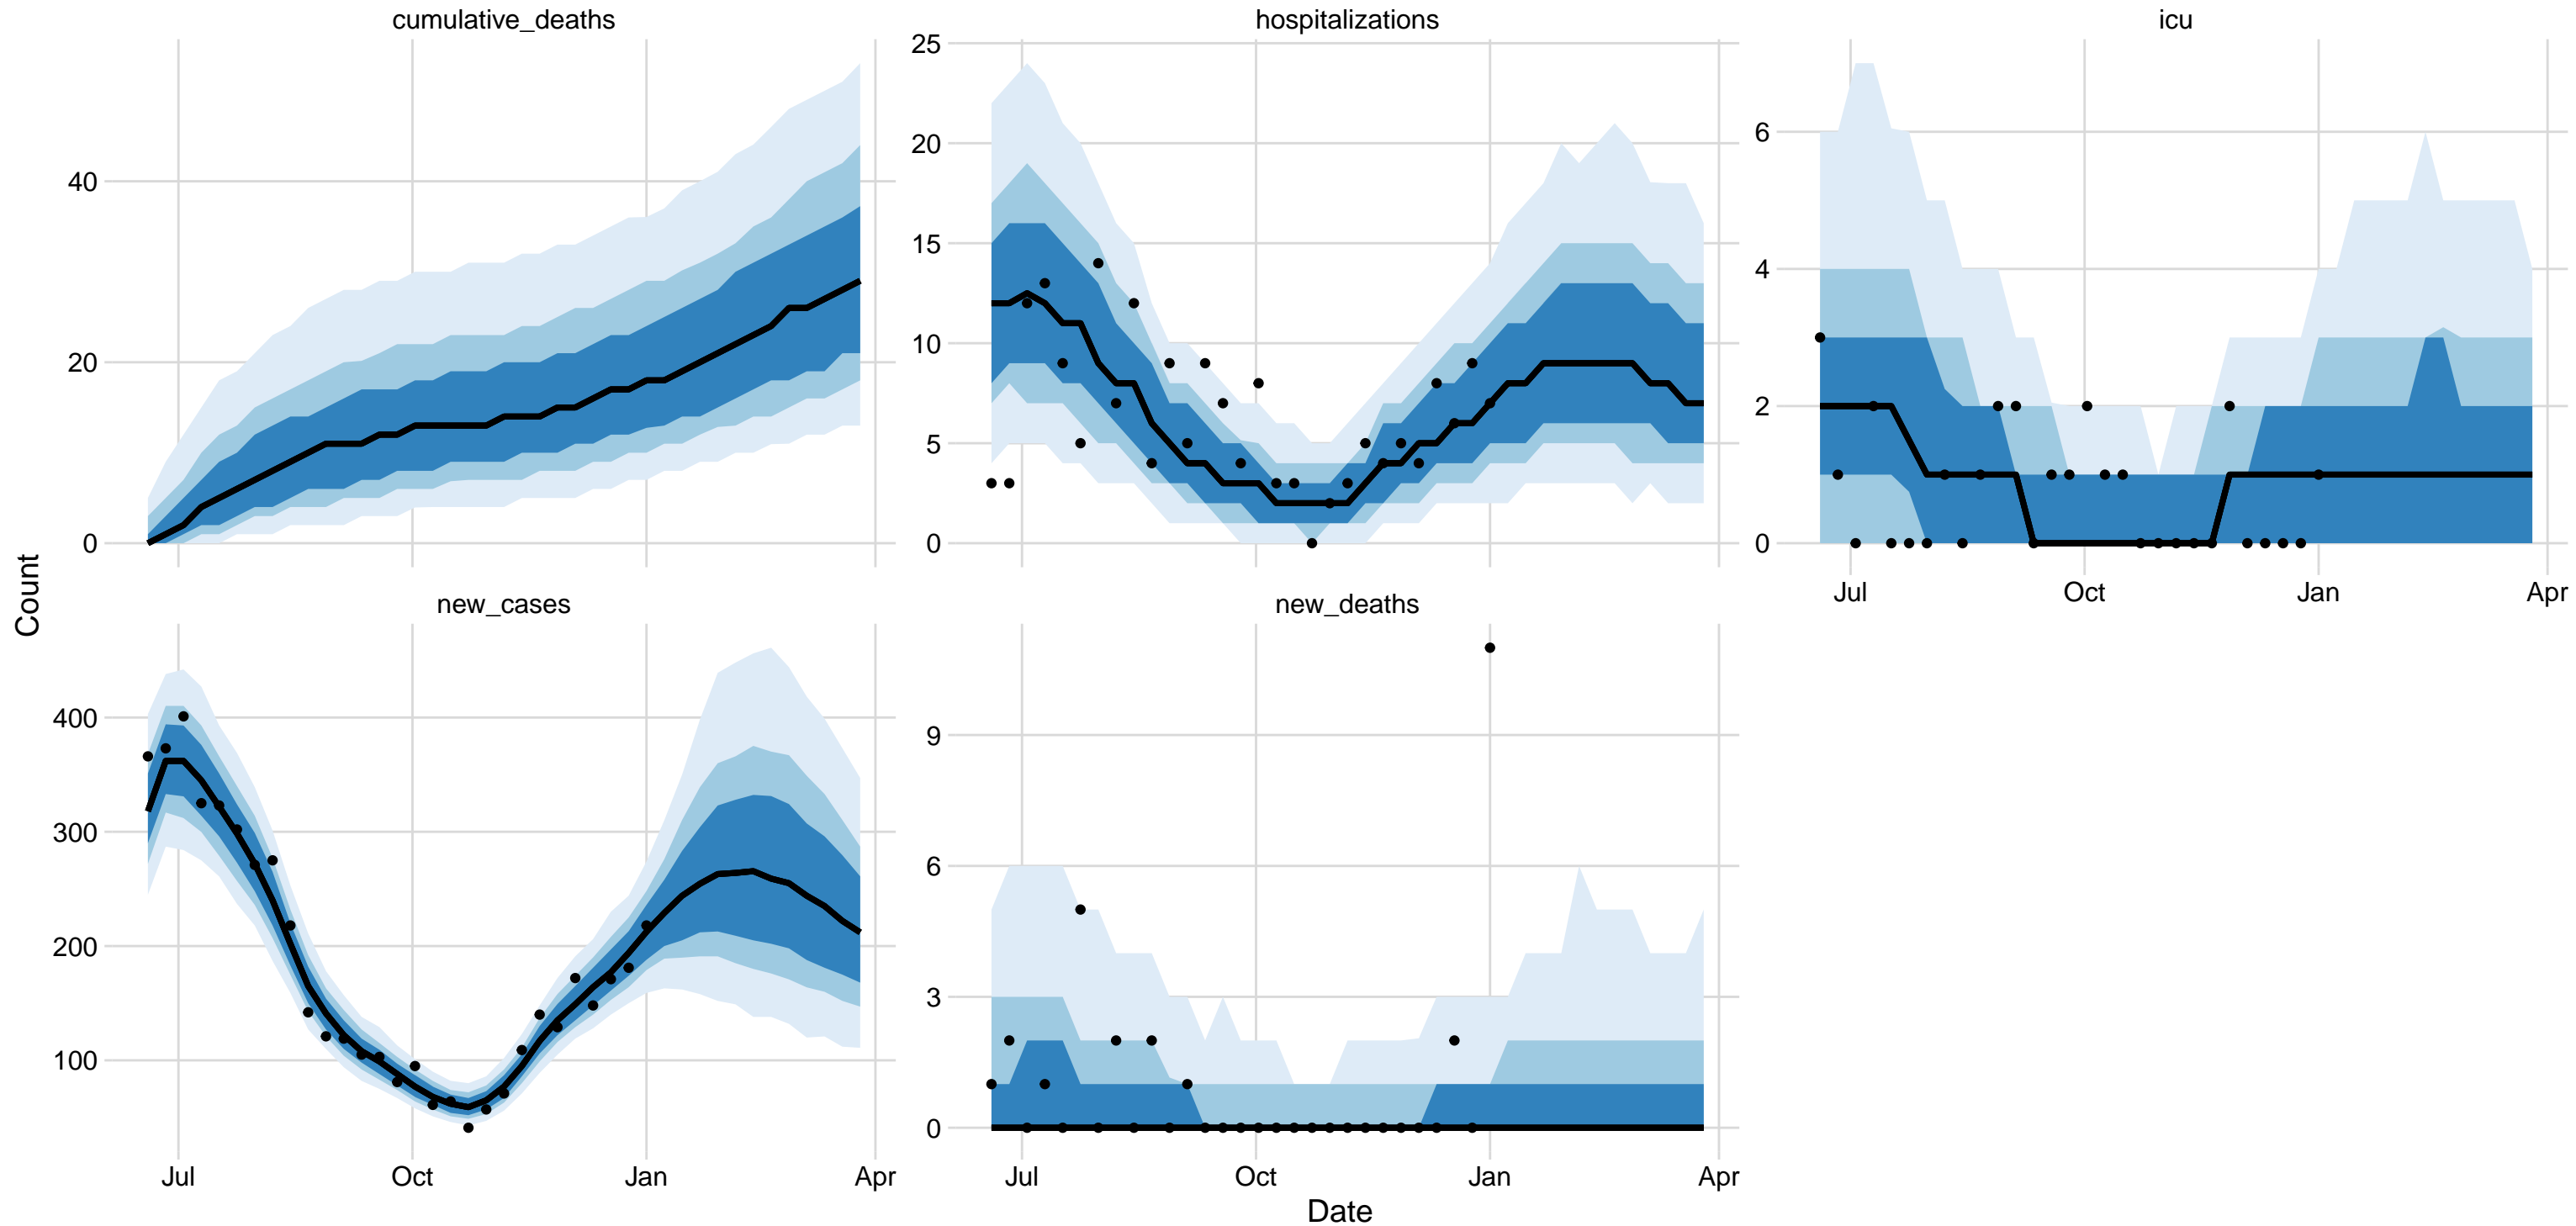 cumulative_deaths
40
20
0
hospitalizations
25
20
15
10
5
0
icu
6
4
2
0
Jul Oct Jan Apr
Count
new_cases
400
300
200
100
Jul Oct Jan Apr
new_deaths
9
6
3
0
Jul Oct Jan Apr
Date